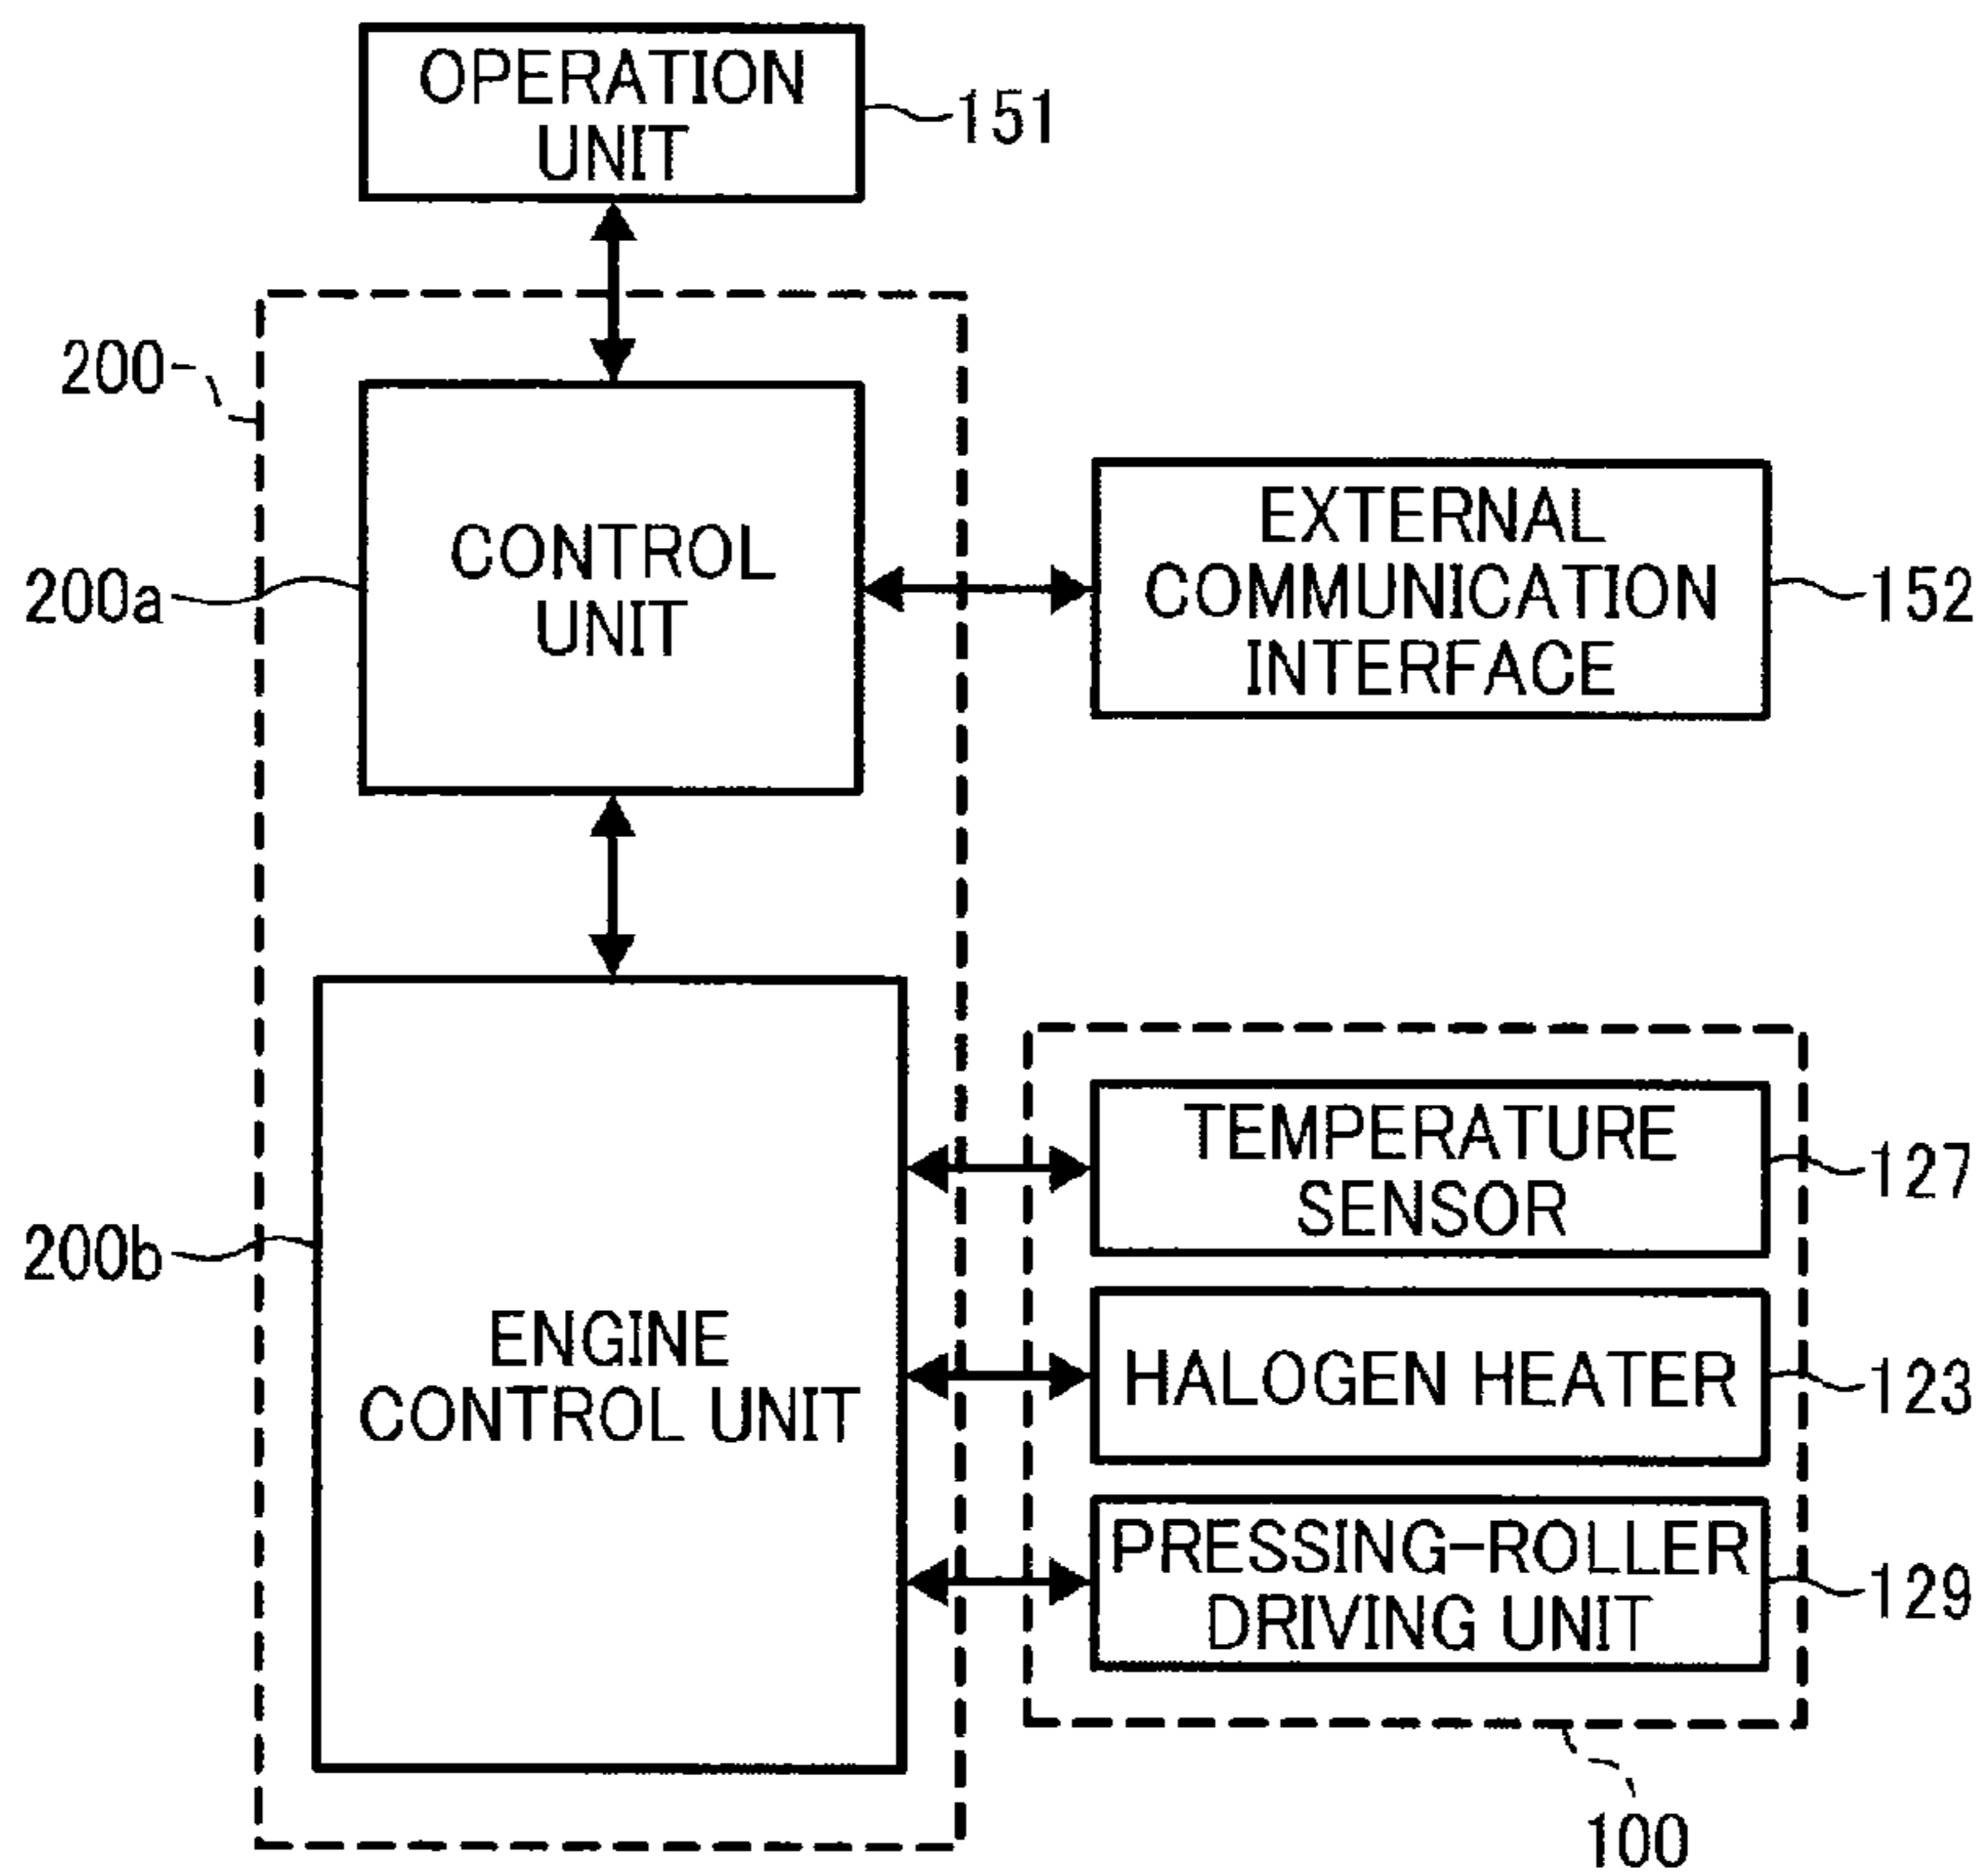 OPERATION
UNIT
151
200
CONTROL
UNIT
200a
EXTERNAL
COMMUNICATION
INTERFACE
152
TEMPERATURE
SENSOR
127
200b
ENGINE
CONTROL UNIT
HALOGEN HEATER
123
PRESSING-ROLLER
DRIVING UNIT
129
100